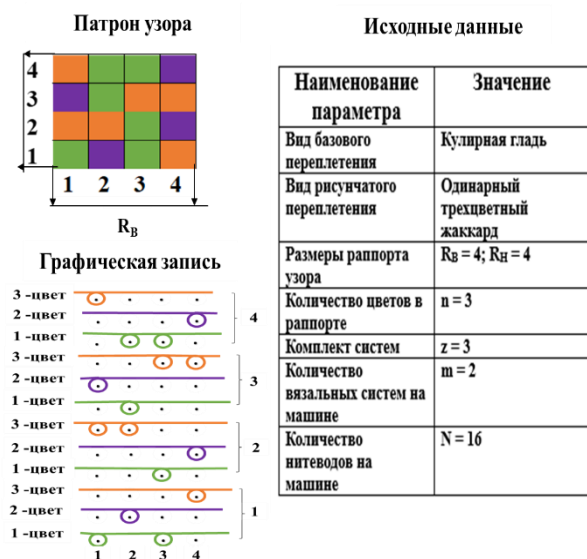 Патрон узора
4
3
2
1
1 2 3 4
RВ
Графическая запись
3 -цвет
2 -цвет
1 -цвет
4
3 -цвет
2 -цвет
1 -цвет
3
3 -цвет
2 -цвет
1 -цвет
2
3 -цвет
2 -цвет
1 -цвет
1
1 2 3 4
Исходные данные
Наименование параметра
Значение
Вид базового переплетения
Кулирная гладь
Вид рисунчатого переплетения
Одинарный трехцветный жаккард
Размеры раппорта узора
RВ = 4; RН = 4
Количество цветов в раппорте
n = 3
Комплект систем
z = 3
Количество вязальных систем на машине
m = 2
Количество нитеводов на машине
N = 16